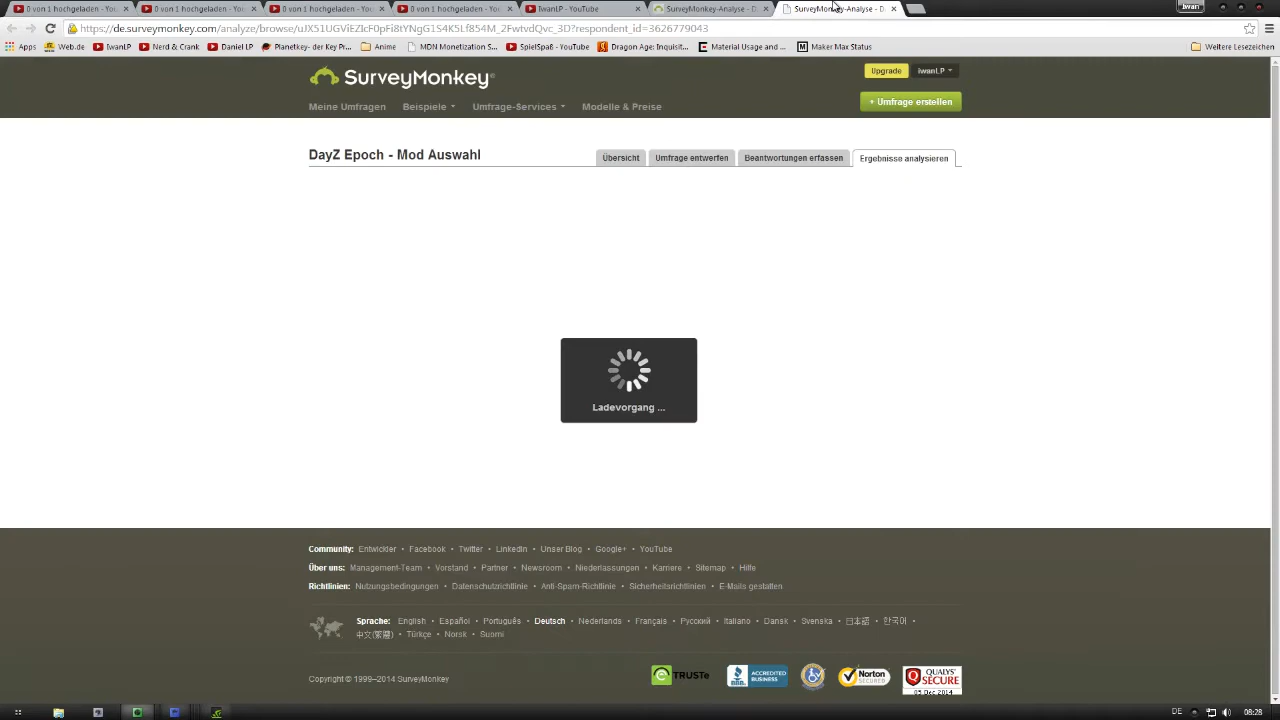 0 von 1 hochgeladen - You
0 von 1 hochgeladen - You
0 von 1 hochgeladen - You
0 von 1 hochgeladen - You
IwanLP - YouTube
SurveyMonkey-Analyse - D
SurveyMonkey-Analyse - D
Iwan
https://de.surveymonkey.com/analyze/browse/uJX51UGViEZIcF0pFi8tYNgG1S4K5Lf854M_2FwtvdQvc_3D?respondent_id=3626779043
Apps Web.de IwanLP Nerd & Crank Daniel LP Planetkey- der Key Pr... Anime MDN Monetization S... SpielSpaß - YouTube Dragon Age: Inquisit... Material Usage and ... Maker Max Status Weitere Lesezeichen
SurveyMonkey®
Upgrade iwanLP
Meine Umfragen Beispiele Umfrage-Services Modelle & Preise
+ Umfrage erstellen
DayZ Epoch - Mod Auswahl
Übersicht Umfrage entwerfen Beantwortungen erfassen Ergebnisse analysieren
Ladevorgang ...
Community: Entwickler • Facebook • Twitter • LinkedIn • Unser Blog • Google+ • YouTube
Über uns: Management-Team • Vorstand • Partner • Newsroom • Niederlassungen • Karriere • Sitemap • Hilfe
Richtlinien: Nutzungsbedingungen • Datenschutzrichtlinie • Anti-Spam-Richtlinie • Sicherheitsrichtlinien • E-Mails gestatten
Sprache: English • Español • Português • Deutsch • Nederlands • Français • Русский • Italiano • Dansk • Svenska • 日本語 • 한국어 •
中文(繁體) • Türkçe • Norsk • Suomi
Copyright © 1999–2014 SurveyMonkey
TRUSTe
BBB ACCREDITED BUSINESS
Norton SECURED
QUALYS' SECURE
05.Dec.2014
DE 08:28